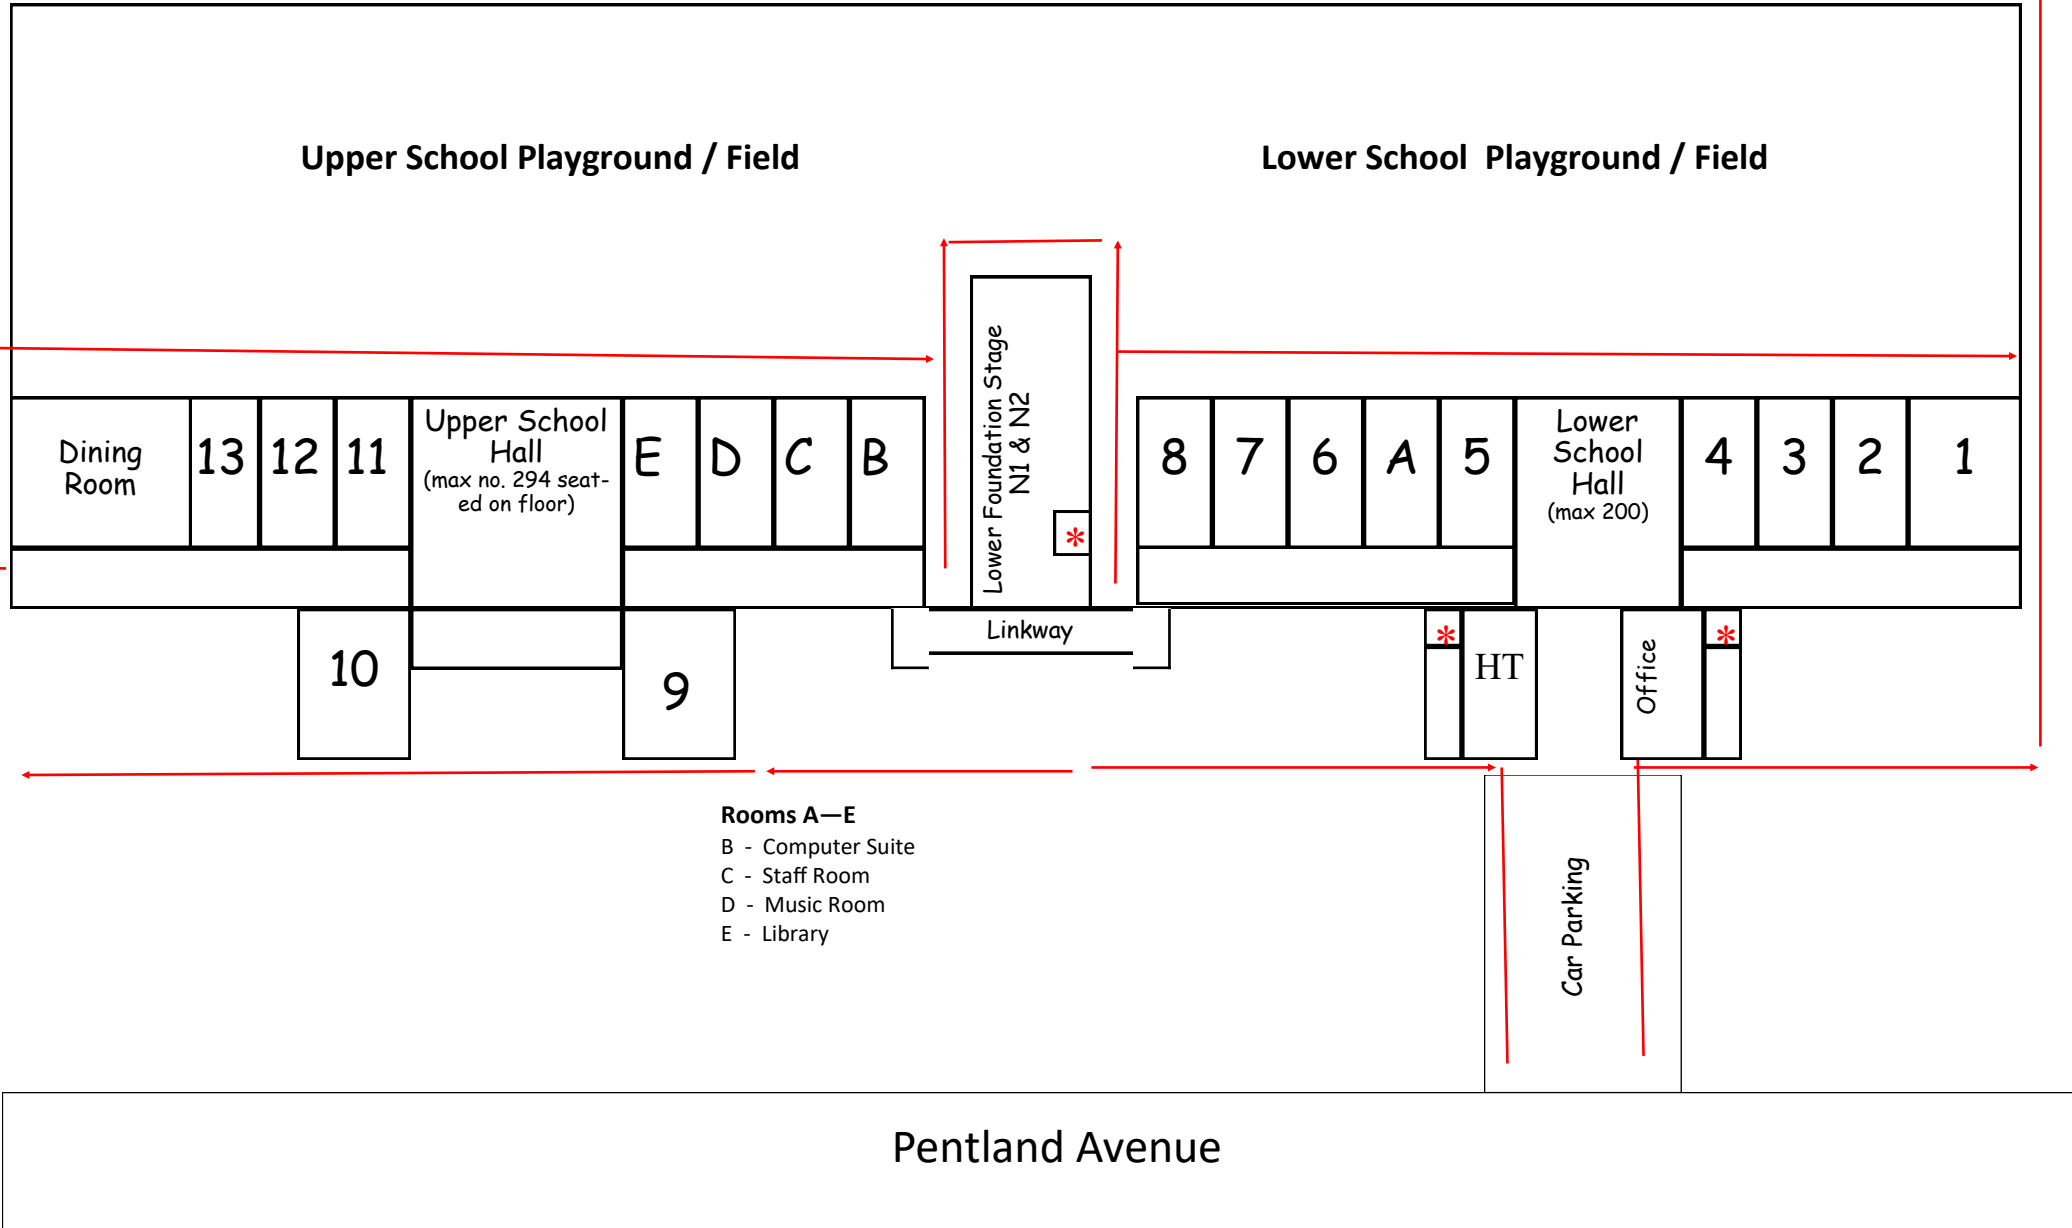 Upper School Playground / Field
Lower School  Playground / Field
Dining
Room
13
12
11
Upper School
Hall
(max no. 294 seat-
ed on floor)
E
D
C
B
Lower Foundation Stage
N1 & N2
*
8
7
6
A
5
Lower
School
Hall
(max 200)
4
3
2
1
10
9
Linkway
*
HT
Office
*
Rooms A—E
B  -  Computer Suite
C  -  Staff Room
D  -  Music Room
E  -  Library
Car Parking
Pentland Avenue